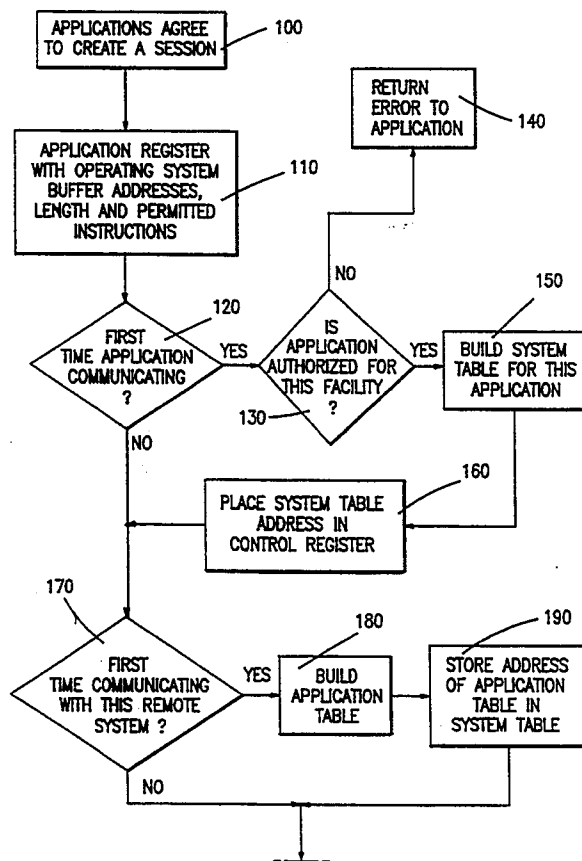 APPLICATIONS AGREE
TO CREATE A SESSION
100
APPLICATION REGISTER
WITH OPERATING SYSTEM
BUFFER ADDRESSES,
LENGTH AND PERMITTED
INSTRUCTIONS
110
RETURN
ERROR TO
APPLICATION
140
NO
120
FIRST
TIME APPLICATION
COMMUNICATING
?
YES
IS
APPLICATION
AUTHORIZED FOR
THIS FACILITY
?
130
YES
150
BUILD SYSTEM
TABLE FOR THIS
APPLICATION
NO
160
PLACE SYSTEM TABLE
ADDRESS IN
CONTROL REGISTER
170
FIRST
TIME COMMUNICATING
WITH THIS REMOTE
SYSTEM ?
YES
180
BUILD
APPLICATION
TABLE
190
STORE ADDRESS
OF APPLICATION
TABLE IN
SYSTEM TABLE
NO